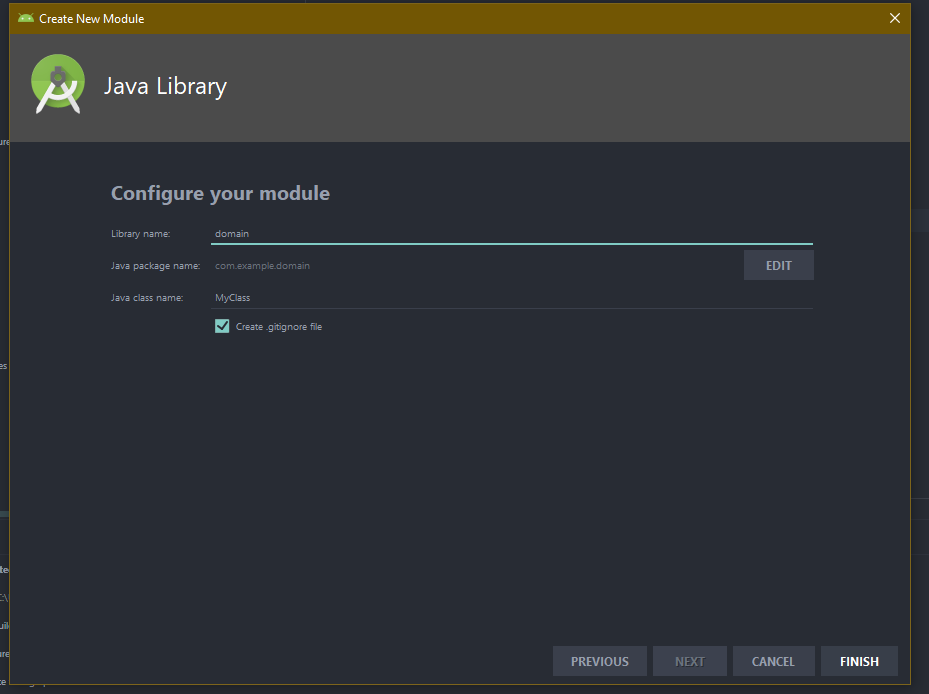 Create New Module
Java Library
Configure your module
Library name: domain
Java package name: com.example.domain EDIT
Java class name: MyClass
Create .gitignore file
PREVIOUS NEXT CANCEL FINISH